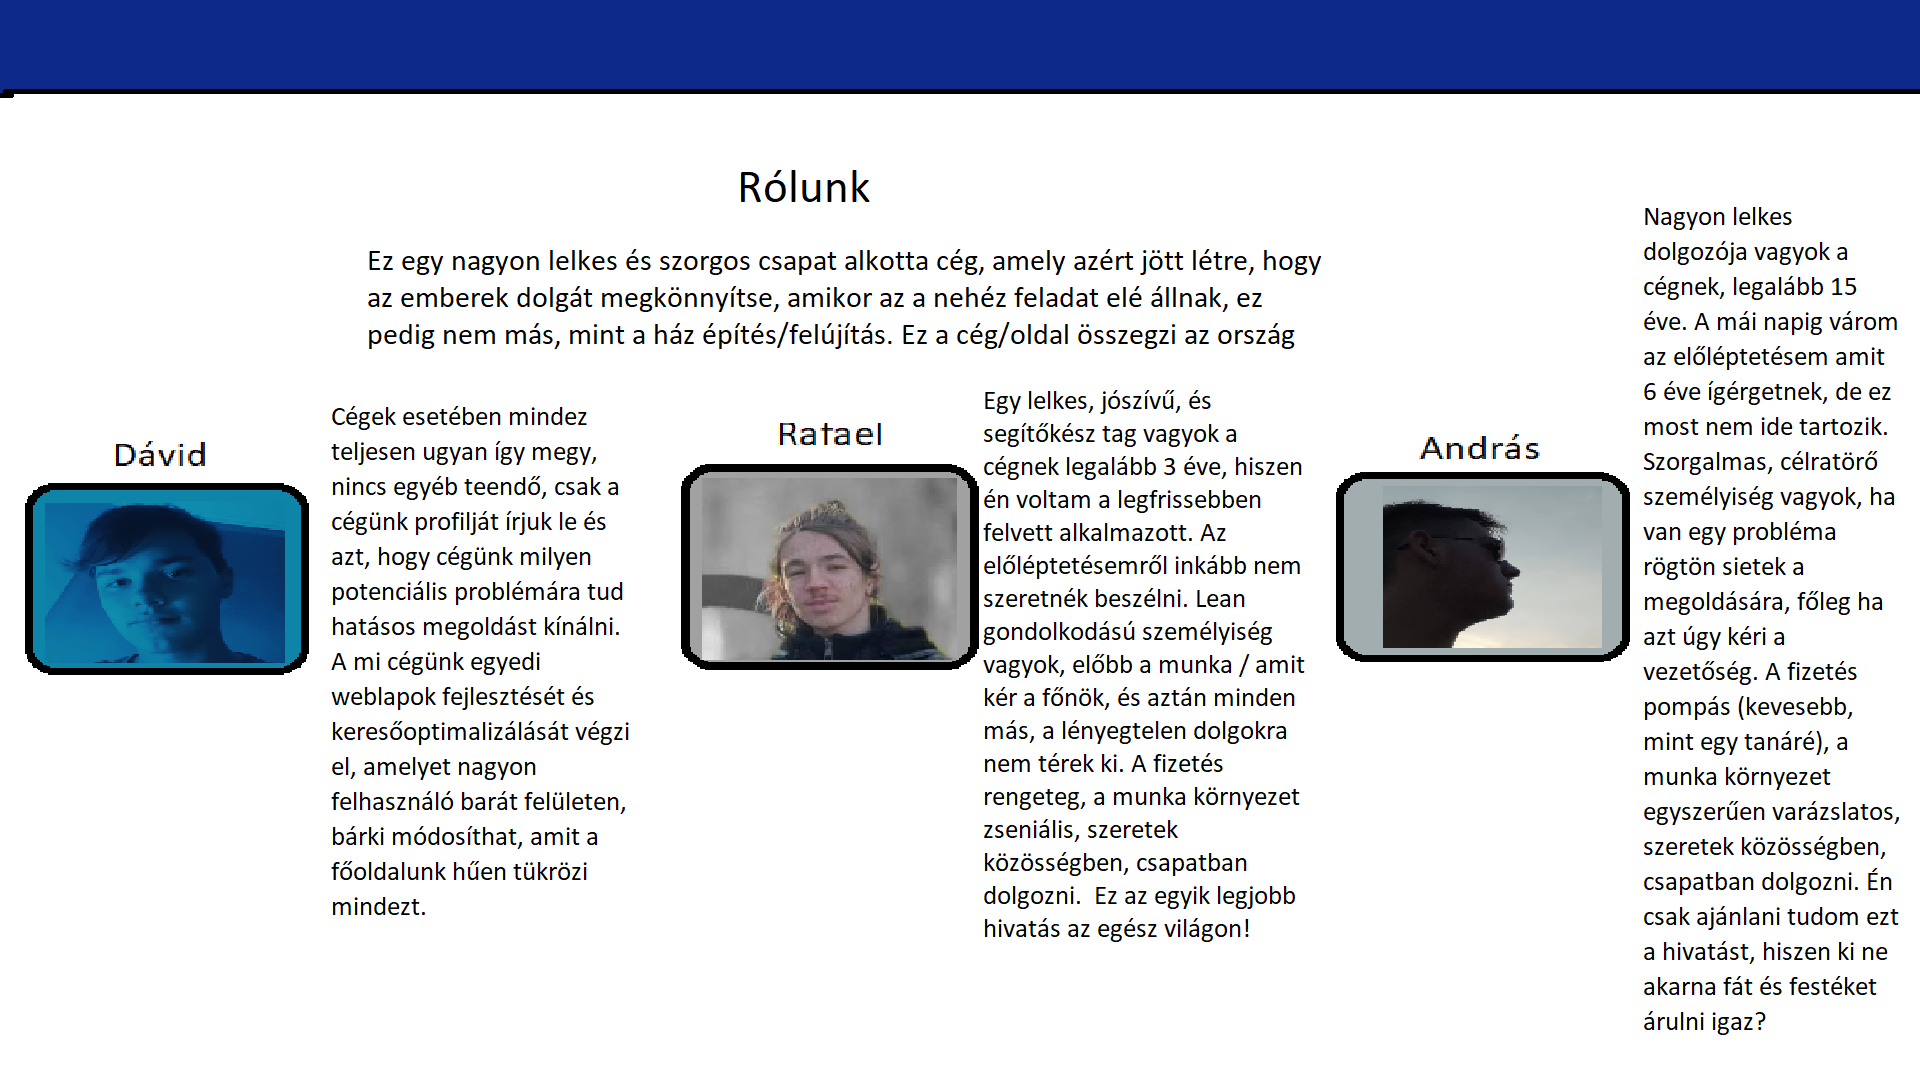 Rólunk
Ez egy nagyon lelkes és szorgos csapat alkotta cég, amely azért jött létre, hogy
az emberek dolgát megkönnyítse, amikor az a nehéz feladat elé állnak, ez
pedig nem más, mint a ház építés/felújítás. Ez a cég/oldal összegzi az ország
Dávid
Cégek esetében mindez
teljesen ugyan így megy,
nincs egyéb teendő, csak a
cégünk profilját írjuk le és
azt, hogy cégünk milyen
potenciális problémára tud
hatásos megoldást kínálni.
A mi cégünk egyedi
weblapok fejlesztését és
keresőoptimalizálását végzi
el, amelyet nagyon
felhasználó barát felületen,
bárki módosíthat, amit a
főoldalunk hűen tükrözi
mindezt.
Rafael
Egy lelkes, jószívű, és
segítőkész tag vagyok a
cégnek legalább 3 éve, hiszen
én voltam a legfrissebben
felvett alkalmazott. Az
előléptetésemről inkább nem
szeretnék beszélni. Lean
gondolkodású személyiség
vagyok, előbb a munka / amit
kér a főnök, és aztán minden
más, a lényegtelen dolgokra
nem térek ki. A fizetés
rengeteg, a munka környezet
zseniális, szeretek
közösségben, csapatban
dolgozni.  Ez az egyik legjobb
hivatás az egész világon!
András
Nagyon lelkes
dolgozója vagyok a
cégnek, legalább 15
éve. A mái napig várom
az előléptetésem amit
6 éve ígérgetnek, de ez
most nem ide tartozik.
Szorgalmas, célratörő
személyiség vagyok, ha
van egy probléma
rögtön sietek a
megoldására, főleg ha
azt úgy kéri a
vezetőség. A fizetés
pompás (kevesebb,
mint egy tanáré), a
munka környezet
egyszerűen varázslatos,
szeretek közösségben,
csapatban dolgozni. Én
csak ajánlani tudom ezt
a hivatást, hiszen ki ne
akarna fát és festéket
árulni igaz?